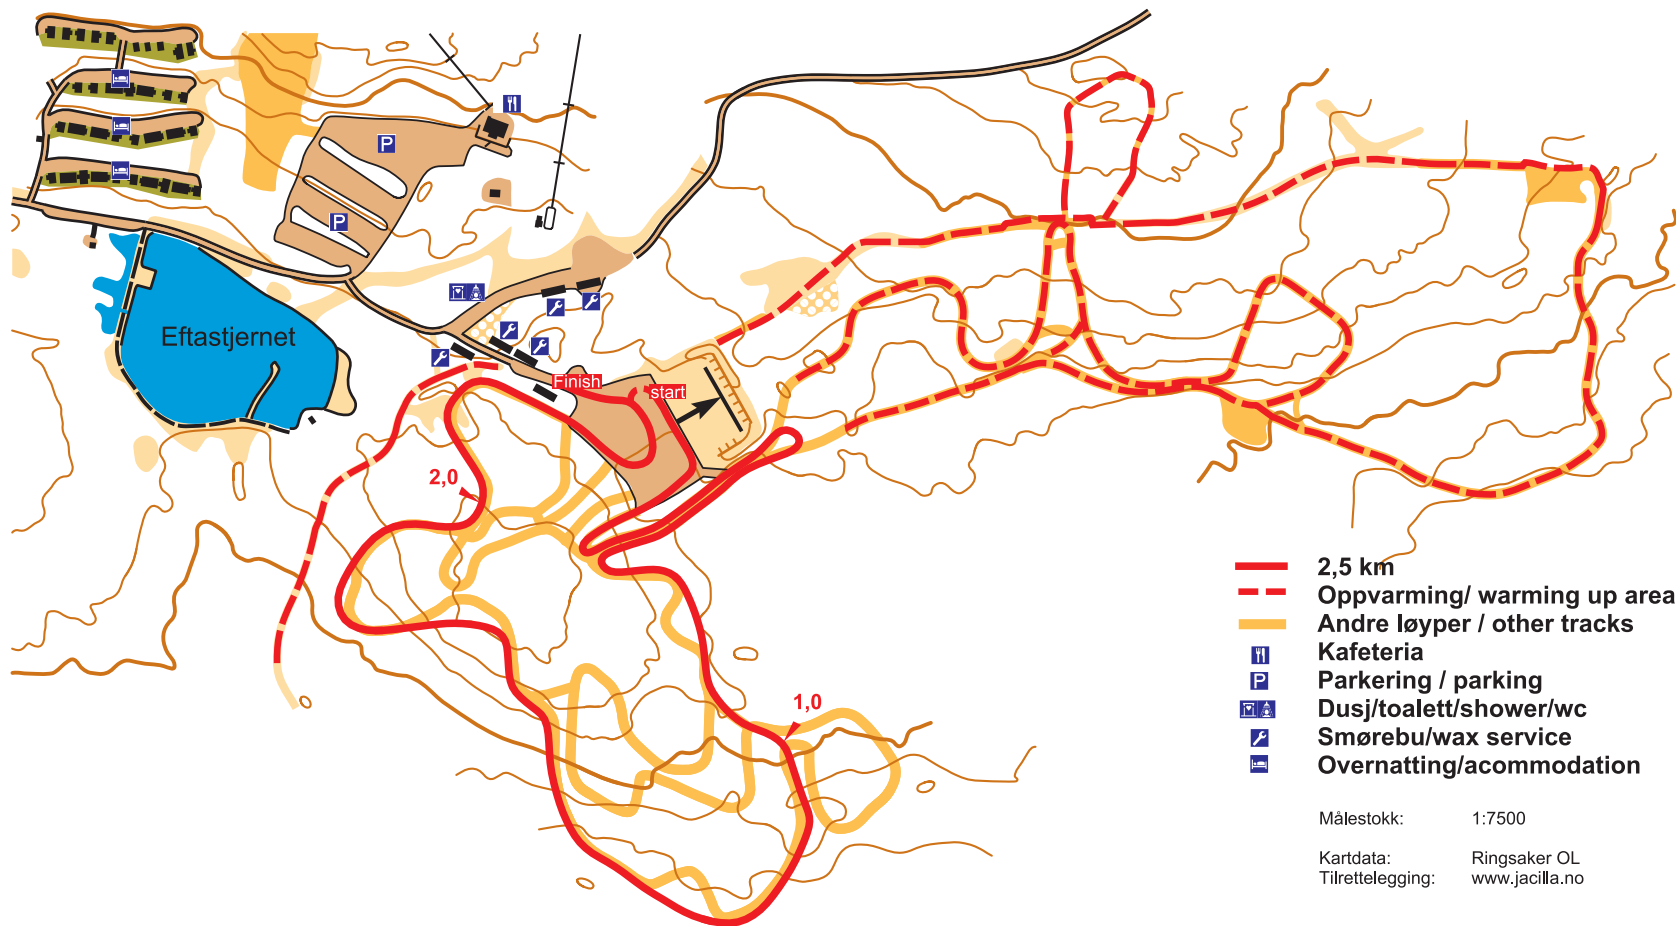 P
P
Eftastjernet
Finish
start
2,0
1,0
2,5 km
Oppvarming/ warming up area
Andre løyper / other tracks
Kafeteria
P Parkering / parking
Dusj/toalett/shower/wc
Smørebu/wax service
Overnatting/acommodation
Målestokk: 1:7500
Kartdata: Ringsaker OL
Tilrettelegging: www.jacilla.no